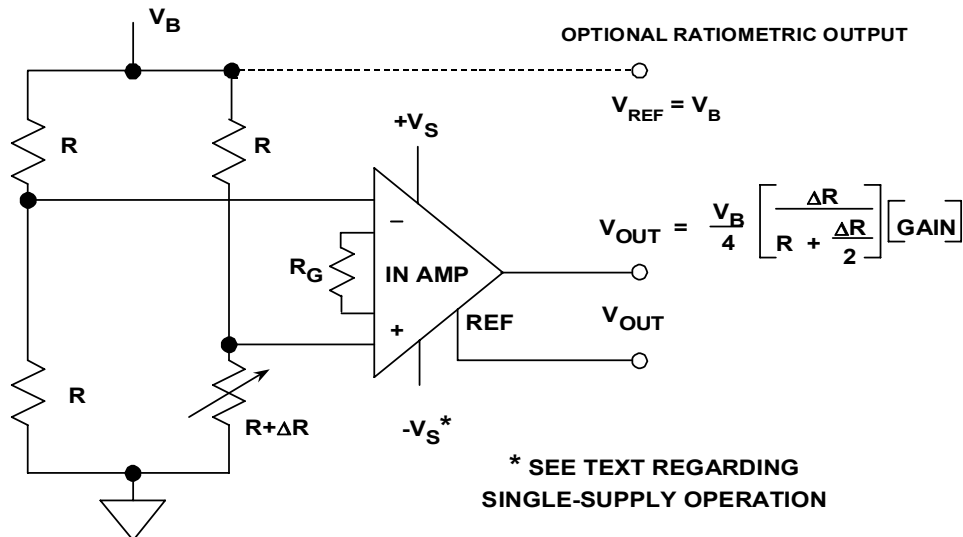 V_B
OPTIONAL RATIOMETRIC OUTPUT
V_REF = V_B
+V_S
R
R
−
R_G
IN AMP
V_OUT = V_B/4 [ΔR / (R + ΔR/2)] [GAIN]
+
REF
V_OUT
R
R+ΔR
-V_S*
* SEE TEXT REGARDING
SINGLE-SUPPLY OPERATION